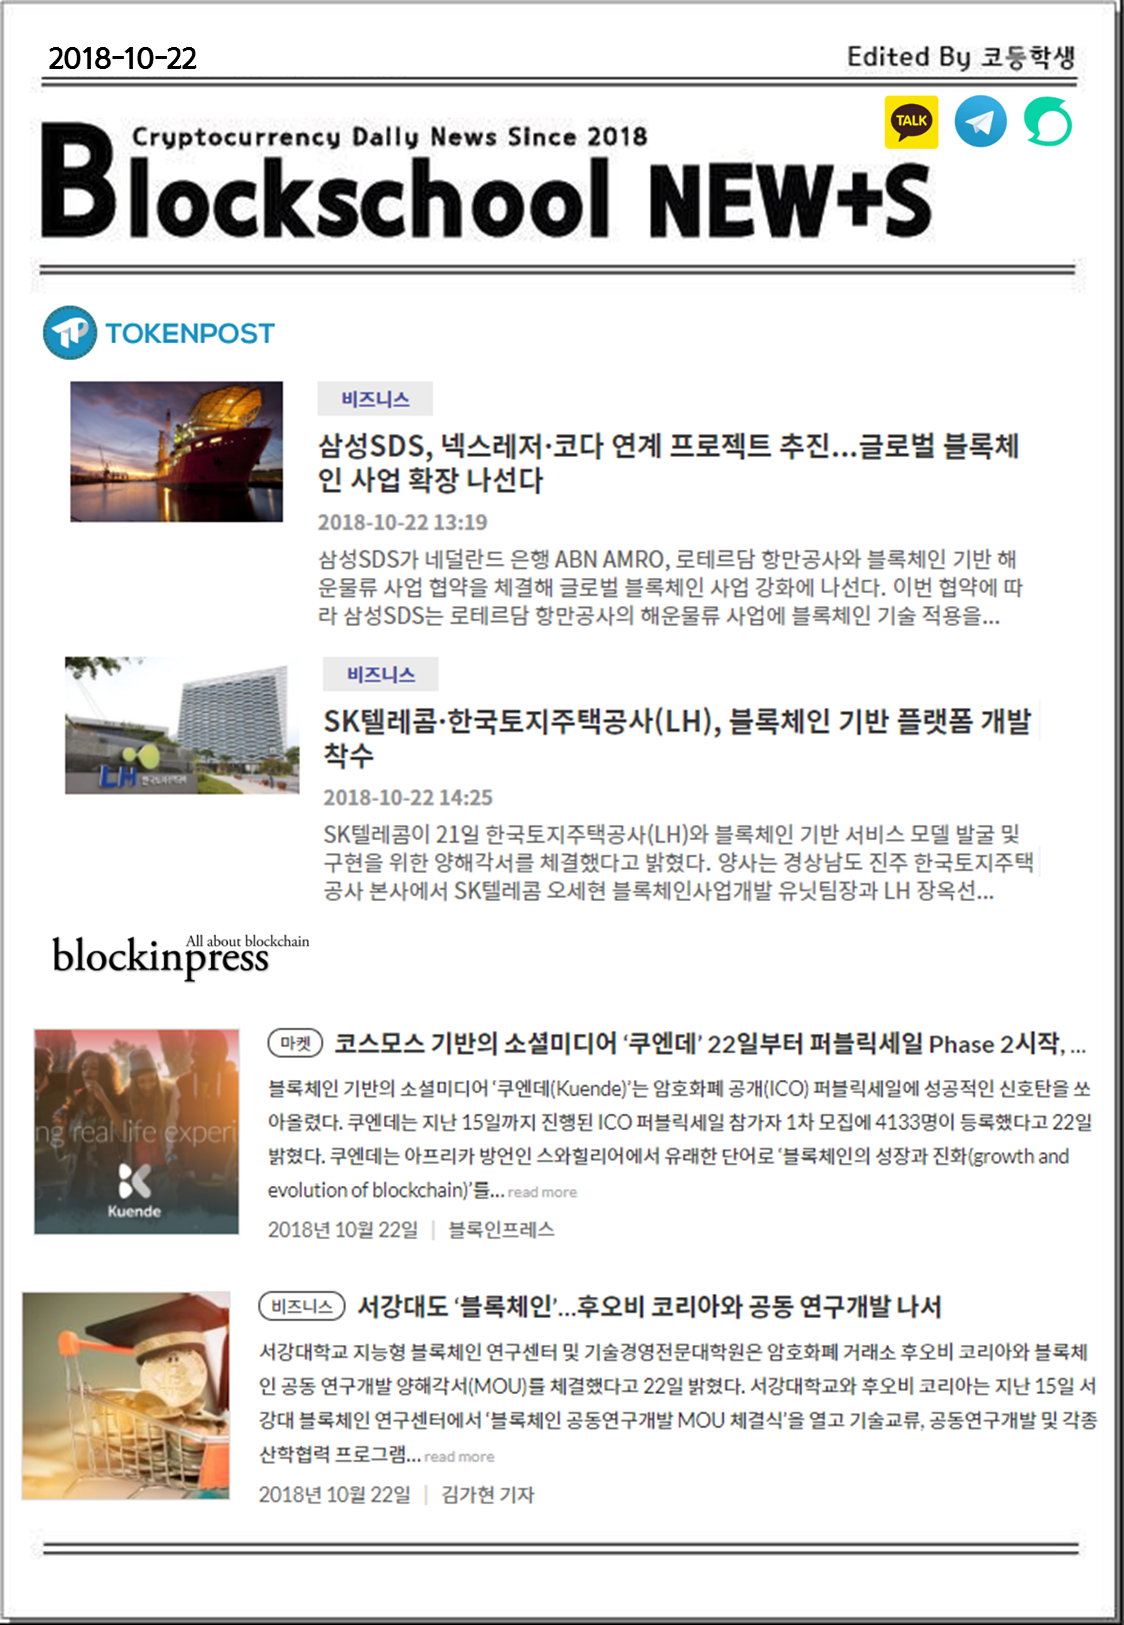 2018-10-22
Edited By 코등학생
TALK
Cryptocurrency Daily News Since 2018
Blockschool NEW+S
TOKENPOST
비즈니스
삼성SDS, 넥스레저·코다 연계 프로젝트 추진...글로벌 블록체
인 사업 확장 나선다
2018-10-22 13:19
삼성SDS가 네덜란드 은행 ABN AMRO, 로테르담 항만공사와 블록체인 기반 해
운물류 사업 협약을 체결해 글로벌 블록체인 사업 강화에 나선다. 이번 협약에 따
라 삼성SDS는 로테르담 항만공사의 해운물류 사업에 블록체인 기술 적용을...
비즈니스
SK텔레콤·한국토지주택공사(LH), 블록체인 기반 플랫폼 개발
착수
2018-10-22 14:25
SK텔레콤이 21일 한국토지주택공사(LH)와 블록체인 기반 서비스 모델 발굴 및
구현을 위한 양해각서를 체결했다고 밝혔다. 양사는 경상남도 진주 한국토지주택
공사 본사에서 SK텔레콤 오세현 블록체인사업개발 유닛팀장과 LH 장옥선...
LH 한국토지주택공사
All about blockchain
blockinpress
마켓 코스모스 기반의 소셜미디어 ‘쿠엔데’ 22일부터 퍼블릭세일 Phase 2시작, ...
블록체인 기반의 소셜미디어 ‘쿠엔데(Kuende)’는 암호화폐 공개(ICO) 퍼블릭세일에 성공적인 신호탄을 쏘
아올렸다. 쿠엔데는 지난 15일까지 진행된 ICO 퍼블릭세일 참가자 1차 모집에 4133명이 등록했다고 22일
밝혔다. 쿠엔데는 아프리카 방언인 스와힐리어에서 유래한 단어로 ‘블록체인의 성장과 진화(growth and
evolution of blockchain)’를... read more
2018년 10월 22일 | 블록인프레스
ng real life experi
Kuende
비즈니스 서강대도 ‘블록체인’...후오비 코리아와 공동 연구개발 나서
서강대학교 지능형 블록체인 연구센터 및 기술경영전문대학원은 암호화폐 거래소 후오비 코리아와 블록체
인 공동 연구개발 양해각서(MOU)를 체결했다고 22일 밝혔다. 서강대학교와 후오비 코리아는 지난 15일 서
강대 블록체인 연구센터에서 ‘블록체인 공동연구개발 MOU 체결식’을 열고 기술교류, 공동연구개발 및 각종
산학협력 프로그램... read more
2018년 10월 22일 | 김가현 기자